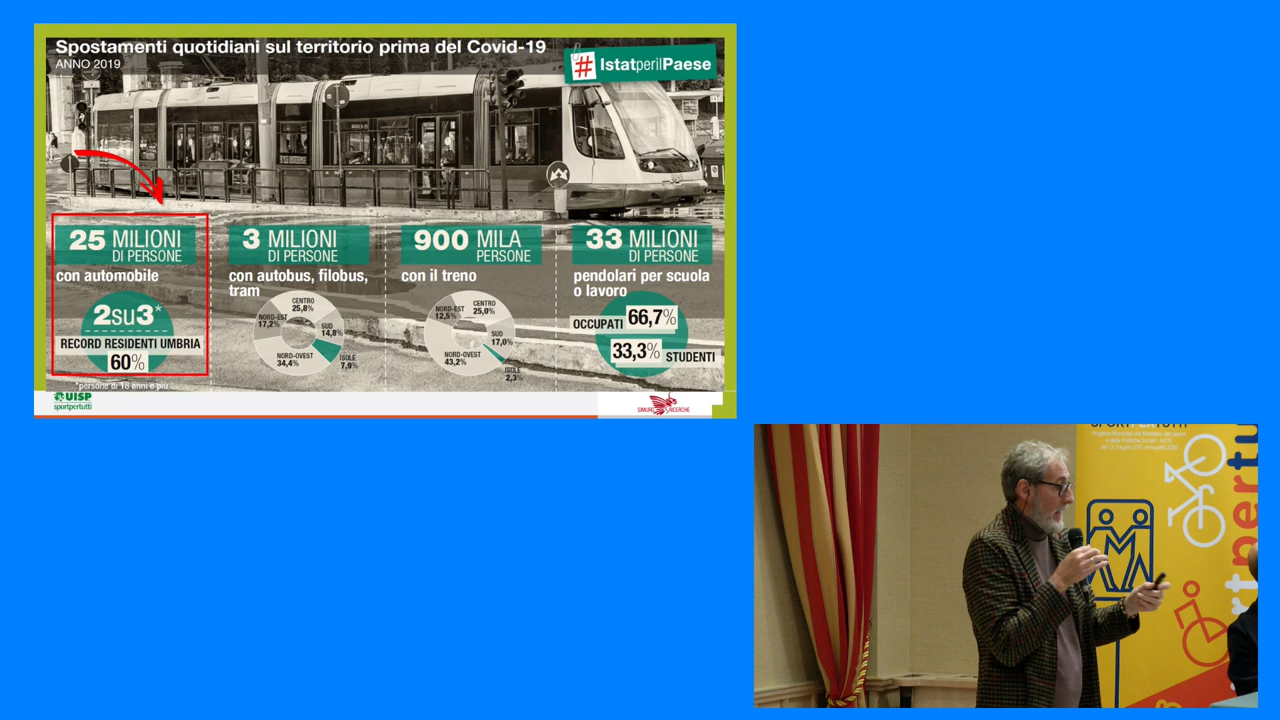 Spostamenti quotidiani sul territorio prima del Covid-19
ANNO 2019
# IstatperilPaese
25 MILIONI
DI PERSONE
con automobile
2su3*
RECORD RESIDENTI UMBRIA
60%
*persone di 18 anni e più
3 MILIONI
DI PERSONE
con autobus, filobus,
tram
CENTRO
25,8%
NORD-EST
17,2%
SUD
14,8%
NORD-OVEST
34,4%
ISOLE
7,9%
900 MILA
PERSONE
con il treno
CENTRO
25,0%
NORD-EST
12,5%
SUD
17,0%
NORD-OVEST
43,2%
ISOLE
2,3%
33 MILIONI
DI PERSONE
pendolari per scuola
o lavoro
OCCUPATI 66,7%
33,3% STUDENTI
UISP
sportpertutti
SIMURG RICERCHE
SPORTPERTUTTI
rtpertu